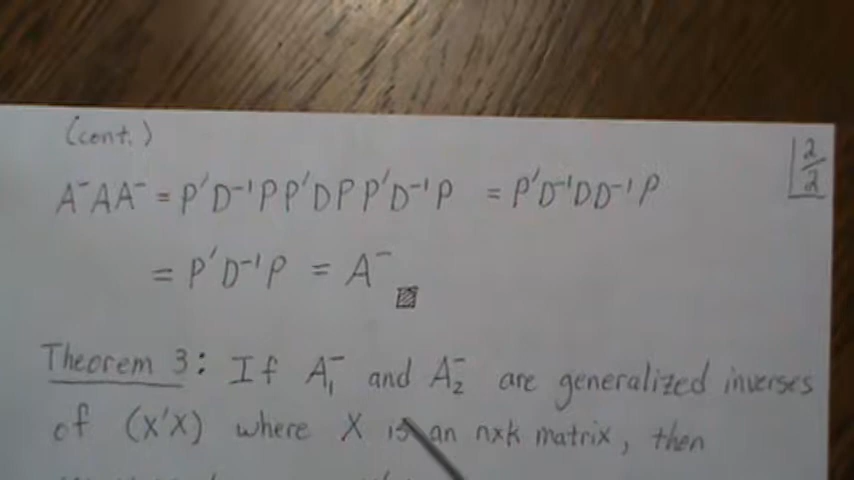 (cont.)
2/2
A⁻AA⁻ = P'D⁻¹PP'DPP'D⁻¹P = P'D⁻¹DD⁻¹P
= P'D⁻¹P = A⁻
Theorem 3: If A₁⁻ and A₂⁻ are generalized inverses
of (X'X) where X is an nxk matrix, then